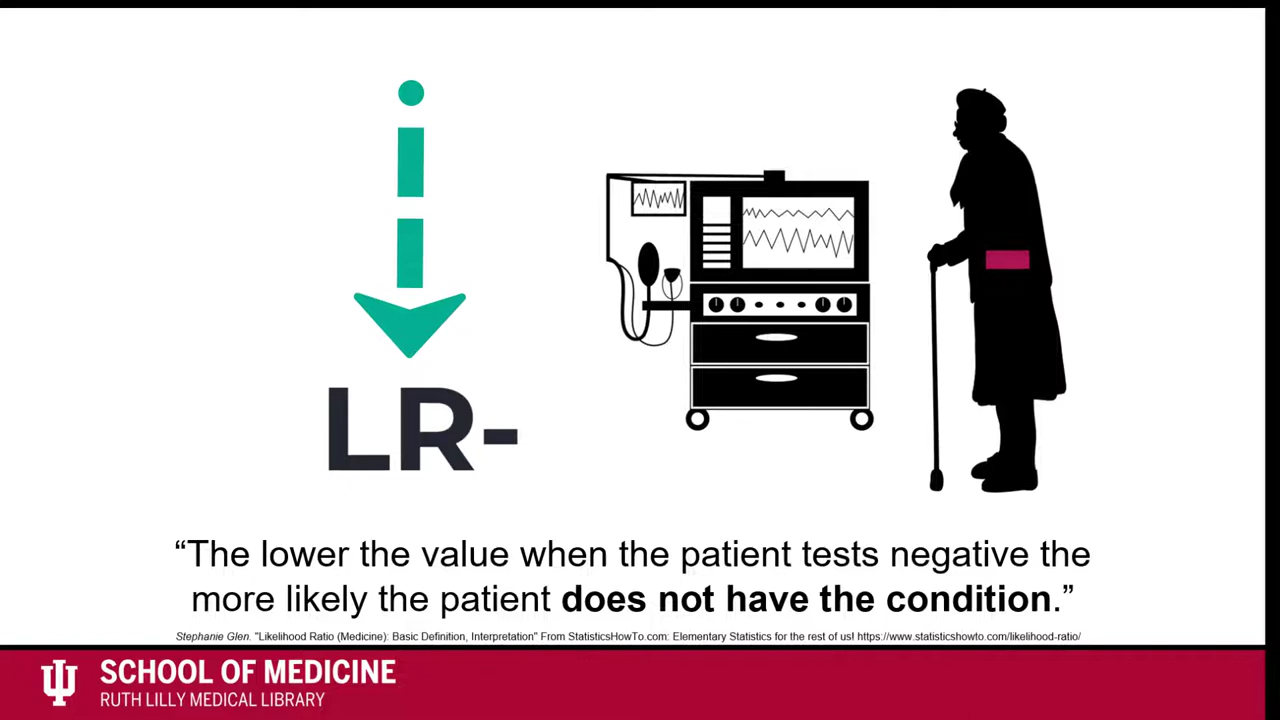 LR-
“The lower the value when the patient tests negative the
more likely the patient does not have the condition.”
Stephanie Glen. "Likelihood Ratio (Medicine): Basic Definition, Interpretation" From StatisticsHowTo.com: Elementary Statistics for the rest of us! https://www.statisticshowto.com/likelihood-ratio/
SCHOOL OF MEDICINE
RUTH LILLY MEDICAL LIBRARY